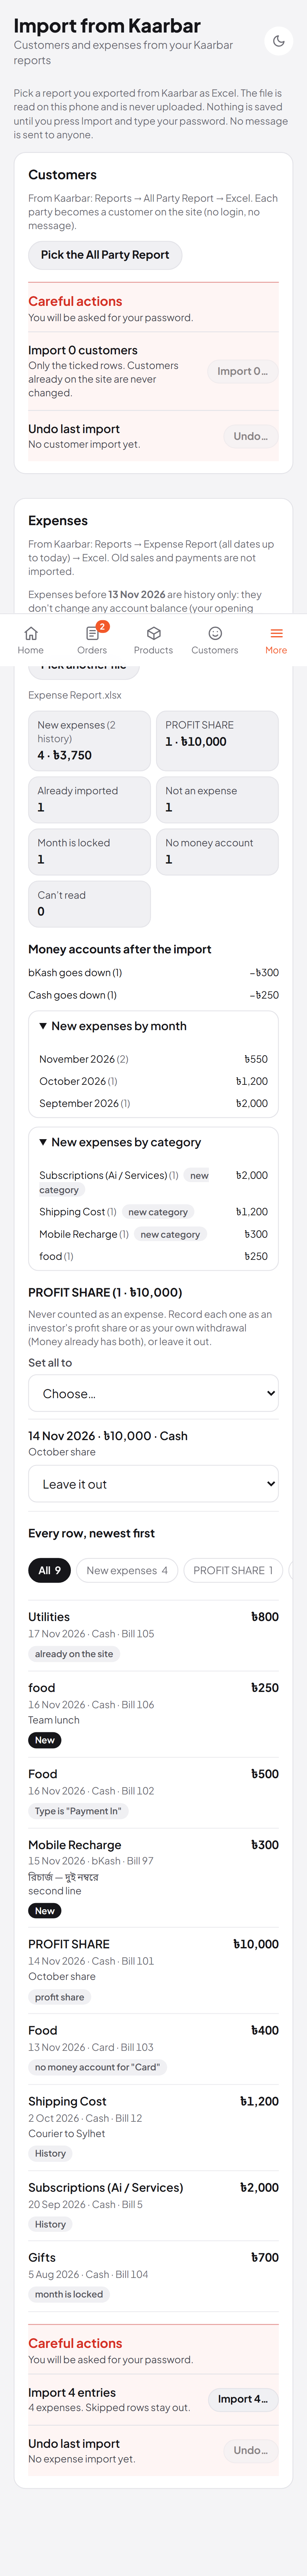 Import from Kaarbar
Customers and expenses from your Kaarbar
reports
Pick a report you exported from Kaarbar as Excel. The file is
read on this phone and is never uploaded. Nothing is saved
until you press Import and type your password. No message
is sent to anyone.
Customers
From Kaarbar: Reports → All Party Report → Excel. Each
party becomes a customer on the site (no login, no
message).
Pick the All Party Report
Careful actions
You will be asked for your password.
Import 0 customers
Only the ticked rows. Customers
already on the site are never
changed.
Import 0…
Undo last import
No customer import yet.
Undo…
Expenses
From Kaarbar: Reports → Expense Report (all dates up
to today) → Excel. Old sales and payments are not
imported.
Expenses before 13 Nov 2026 are history only: they
don't change any account balance (your opening
2
Home
Orders
Products
Customers
More
Pick another file
Expense Report.xlsx
New expenses (2
history)
4 · ৳3,750
PROFIT SHARE
1 · ৳10,000
Already imported
1
Not an expense
1
Month is locked
1
No money account
1
Can't read
0
Money accounts after the import
bKash goes down (1) −৳300
Cash goes down (1) −৳250
▼ New expenses by month
November 2026 (2) ৳550
October 2026 (1) ৳1,200
September 2026 (1) ৳2,000
▼ New expenses by category
Subscriptions (Ai / Services) (1) new ৳2,000
category
Shipping Cost (1) new category ৳1,200
Mobile Recharge (1) new category ৳300
food (1) ৳250
PROFIT SHARE (1 · ৳10,000)
Never counted as an expense. Record each one as an
investor's profit share or as your own withdrawal
(Money already has both), or leave it out.
Set all to
Choose…
14 Nov 2026 · ৳10,000 · Cash
October share
Leave it out
Every row, newest first
All 9
New expenses 4
PROFIT SHARE 1
Utilities ৳800
17 Nov 2026 · Cash · Bill 105
already on the site
food ৳250
16 Nov 2026 · Cash · Bill 106
Team lunch
New
Food ৳500
16 Nov 2026 · Cash · Bill 102
Type is "Payment In"
Mobile Recharge ৳300
15 Nov 2026 · bKash · Bill 97
রিচার্জ — দুই নম্বরে
second line
New
PROFIT SHARE ৳10,000
14 Nov 2026 · Cash · Bill 101
October share
profit share
Food ৳400
13 Nov 2026 · Card · Bill 103
no money account for "Card"
Shipping Cost ৳1,200
2 Oct 2026 · Cash · Bill 12
Courier to Sylhet
History
Subscriptions (Ai / Services) ৳2,000
20 Sep 2026 · Cash · Bill 5
History
Gifts ৳700
5 Aug 2026 · Cash · Bill 104
month is locked
Careful actions
You will be asked for your password.
Import 4 entries
4 expenses. Skipped rows stay out.
Import 4…
Undo last import
No expense import yet.
Undo…